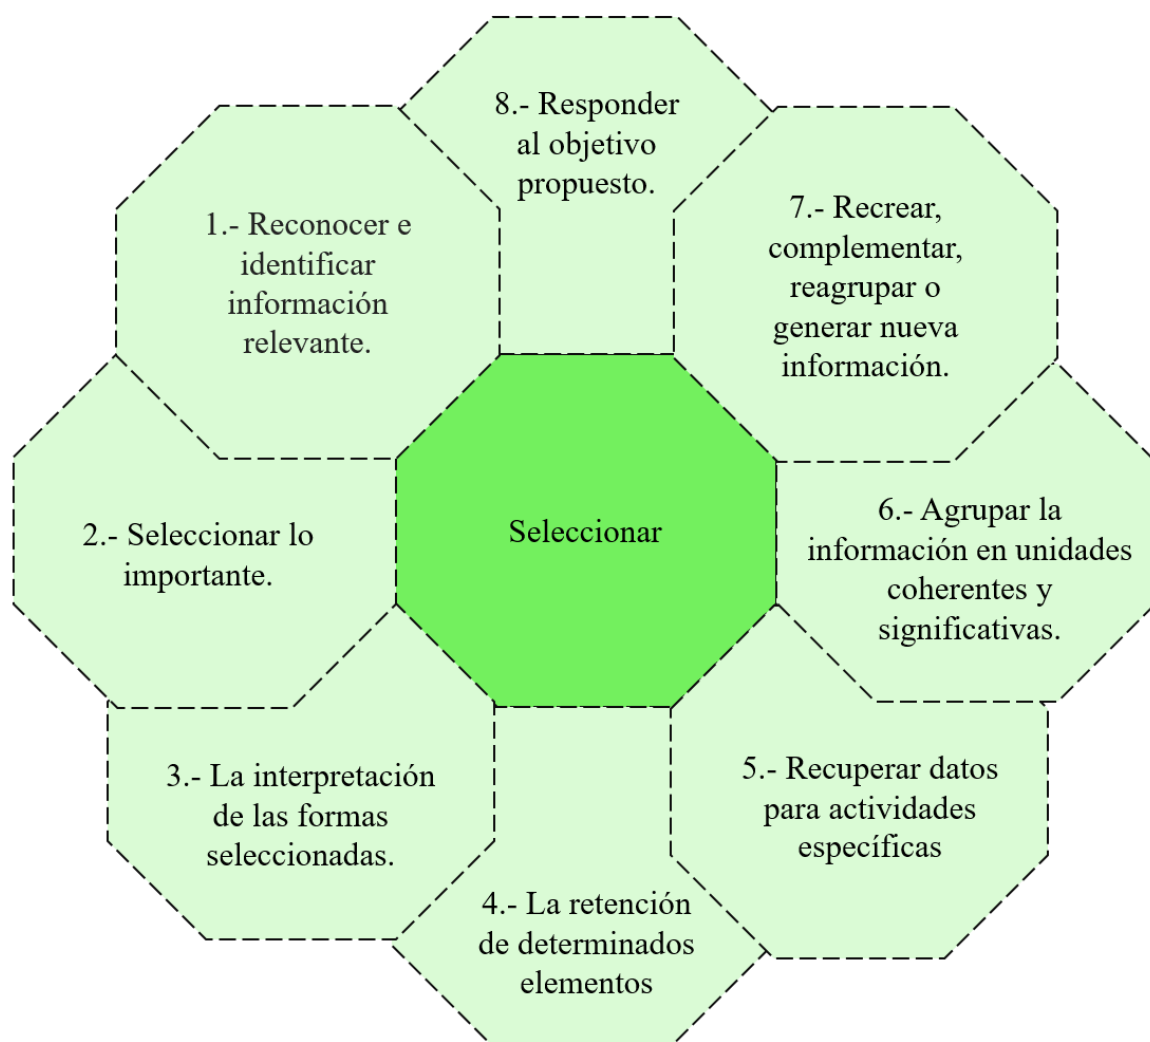 8.- Responder
al objetivo
propuesto.
1.- Reconocer e
identificar
información
relevante.
7.- Recrear,
complementar,
reagrupar o
generar nueva
información.
2.- Seleccionar lo
importante.
Seleccionar
6.- Agrupar la
información en unidades
coherentes y
significativas.
3.- La interpretación
de las formas
seleccionadas.
5.- Recuperar datos
para actividades
específicas
4.- La retención
de determinados
elementos